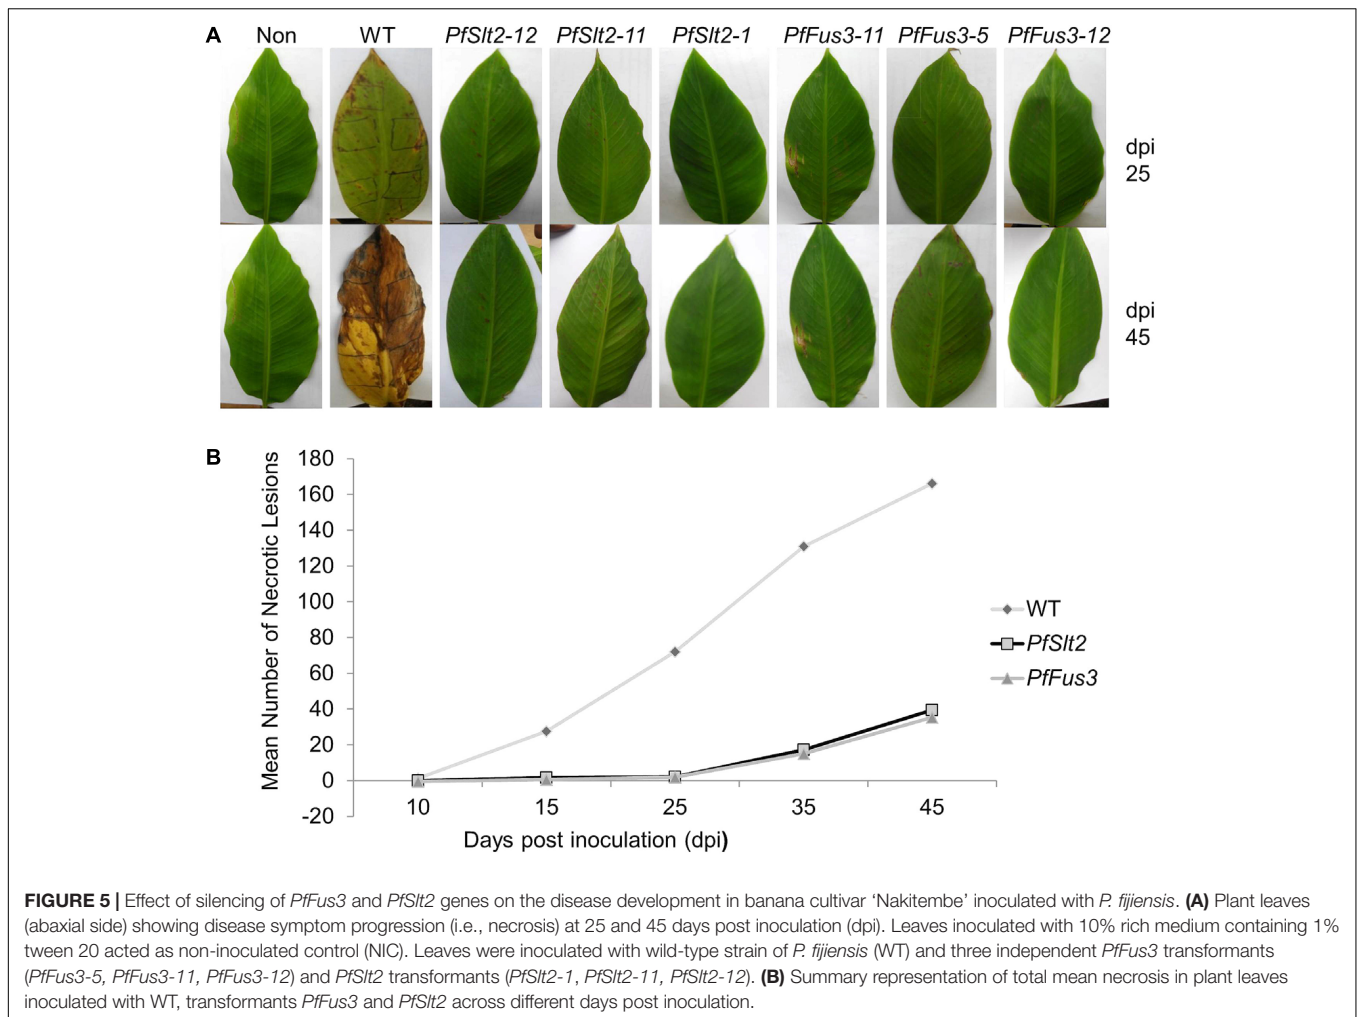 A Non WT PfSlt2-12 PfSlt2-11 PfSlt2-1 PfFus3-11 PfFus3-5 PfFus3-12
dpi
25
dpi
45
B
Mean Number of Necrotic Lesions
180
160
140
120
100
80
60
40
20
0
-20
10 15 25 35 45
Days post inoculation (dpi)
WT
PfSlt2
PfFus3
FIGURE 5 | Effect of silencing of PfFus3 and PfSlt2 genes on the disease development in banana cultivar ‘Nakitembe’ inoculated with P. fijiensis. (A) Plant leaves
(abaxial side) showing disease symptom progression (i.e., necrosis) at 25 and 45 days post inoculation (dpi). Leaves inoculated with 10% rich medium containing 1%
tween 20 acted as non-inoculated control (NIC). Leaves were inoculated with wild-type strain of P. fijiensis (WT) and three independent PfFus3 transformants
(PfFus3-5, PfFus3-11, PfFus3-12) and PfSlt2 transformants (PfSlt2-1, PfSlt2-11, PfSlt2-12). (B) Summary representation of total mean necrosis in plant leaves
inoculated with WT, transformants PfFus3 and PfSlt2 across different days post inoculation.